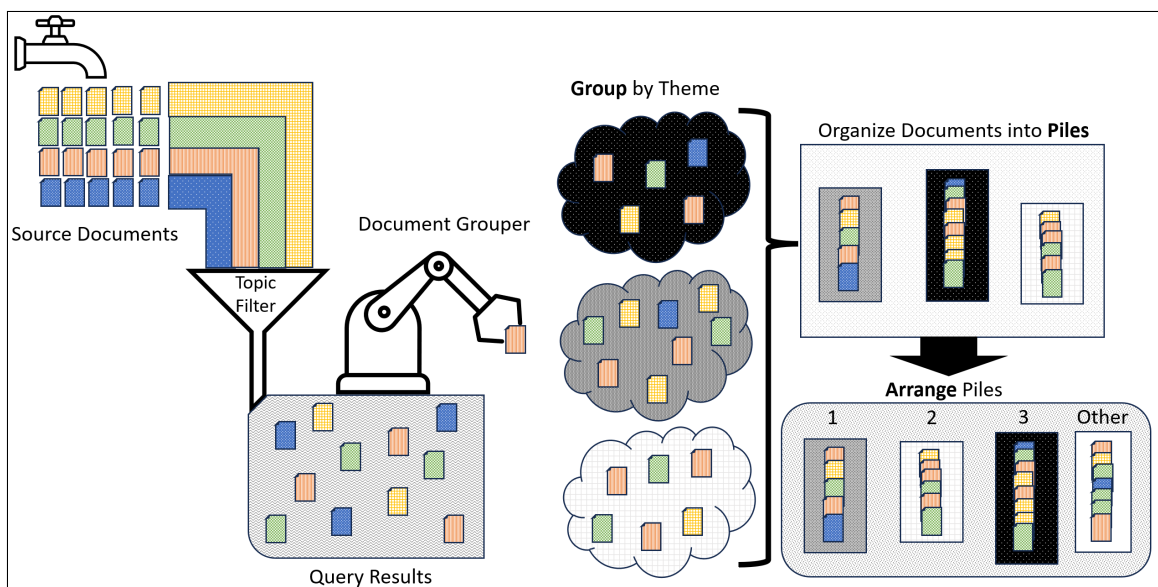 Source Documents
Topic
Filter
Document Grouper
Query Results
Group by Theme
Organize Documents into Piles
Arrange Piles
1 2 3 Other